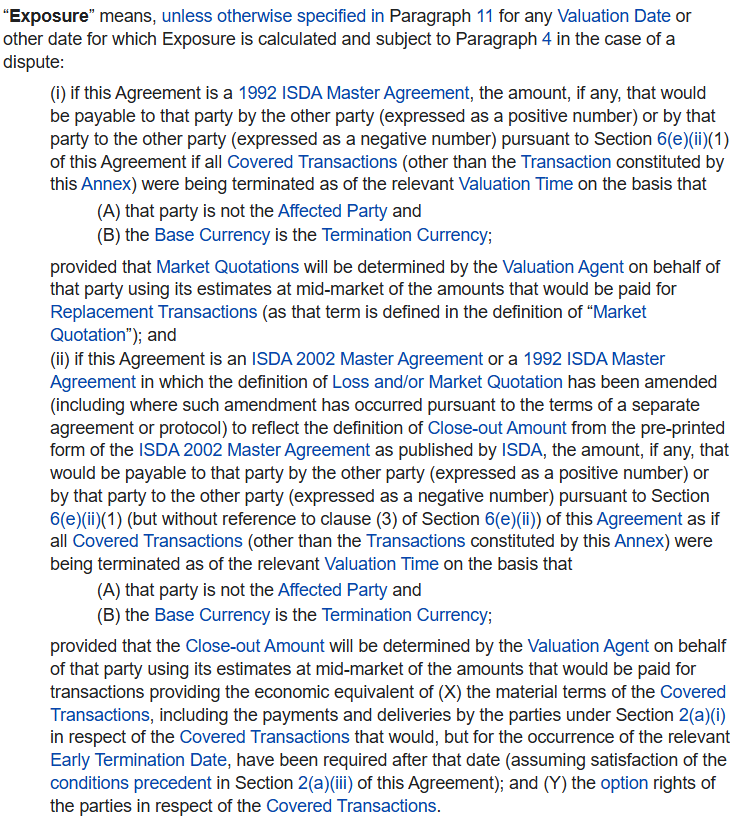 “Exposure” means, unless otherwise specified in Paragraph 11 for any Valuation Date or
other date for which Exposure is calculated and subject to Paragraph 4 in the case of a
dispute:
(i) if this Agreement is a 1992 ISDA Master Agreement, the amount, if any, that would
be payable to that party by the other party (expressed as a positive number) or by that
party to the other party (expressed as a negative number) pursuant to Section 6(e)(ii)(1)
of this Agreement if all Covered Transactions (other than the Transaction constituted by
this Annex) were being terminated as of the relevant Valuation Time on the basis that
(A) that party is not the Affected Party and
(B) the Base Currency is the Termination Currency;
provided that Market Quotations will be determined by the Valuation Agent on behalf of
that party using its estimates at mid-market of the amounts that would be paid for
Replacement Transactions (as that term is defined in the definition of “Market
Quotation”); and
(ii) if this Agreement is an ISDA 2002 Master Agreement or a 1992 ISDA Master
Agreement in which the definition of Loss and/or Market Quotation has been amended
(including where such amendment has occurred pursuant to the terms of a separate
agreement or protocol) to reflect the definition of Close-out Amount from the pre-printed
form of the ISDA 2002 Master Agreement as published by ISDA, the amount, if any, that
would be payable to that party by the other party (expressed as a positive number) or
by that party to the other party (expressed as a negative number) pursuant to Section
6(e)(ii)(1) (but without reference to clause (3) of Section 6(e)(ii)) of this Agreement as if
all Covered Transactions (other than the Transactions constituted by this Annex) were
being terminated as of the relevant Valuation Time on the basis that
(A) that party is not the Affected Party and
(B) the Base Currency is the Termination Currency;
provided that the Close-out Amount will be determined by the Valuation Agent on behalf
of that party using its estimates at mid-market of the amounts that would be paid for
transactions providing the economic equivalent of (X) the material terms of the Covered
Transactions, including the payments and deliveries by the parties under Section 2(a)(i)
in respect of the Covered Transactions that would, but for the occurrence of the relevant
Early Termination Date, have been required after that date (assuming satisfaction of the
conditions precedent in Section 2(a)(iii) of this Agreement); and (Y) the option rights of
the parties in respect of the Covered Transactions.